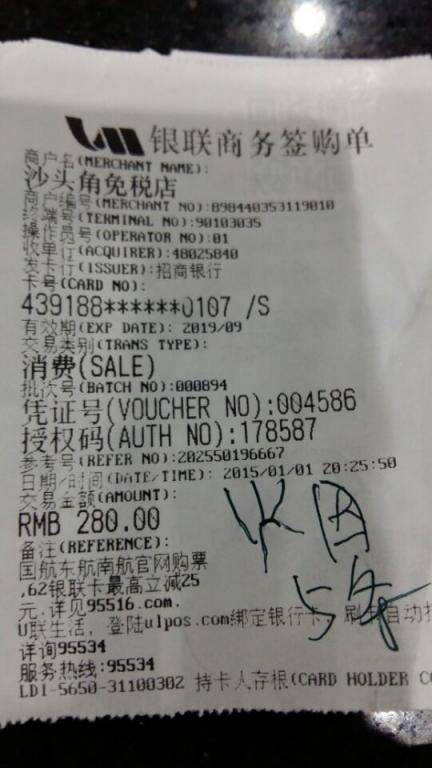 银联商务签购单
商户名(MERCHANT NAME):
沙头角免税店
商户编号(MERCHANT NO):898440353119010
终端号(TERMINAL NO):90103035
操作员号(OPERATOR NO):01
收单行(ACQUIRER):48025840
发卡行(ISSUER):招商银行
卡号(CARD NO):
439188******0107 /S
有效期(EXP DATE): 2019/09
交易类别(TRANS TYPE):
消费(SALE)
批次号(BATCH NO):000894
凭证号(VOUCHER NO):004586
授权码(AUTH NO):178587
参考号(REFER NO):202550196667
日期/时间(DATE/TIME): 2015/01/01 20:25:50
交易金额(AMOUNT):
RMB 280.00
备注(REFERENCE):
国航东航南航官网购票
,62银联卡最高立减25
元.详见95516.com.
U联生活, 登陆ulpos.com绑定银行卡, 刷卡自动
详询95534
服务热线:95534
LDI-5650-31100302 持卡人存根(CARD HOLDER CO